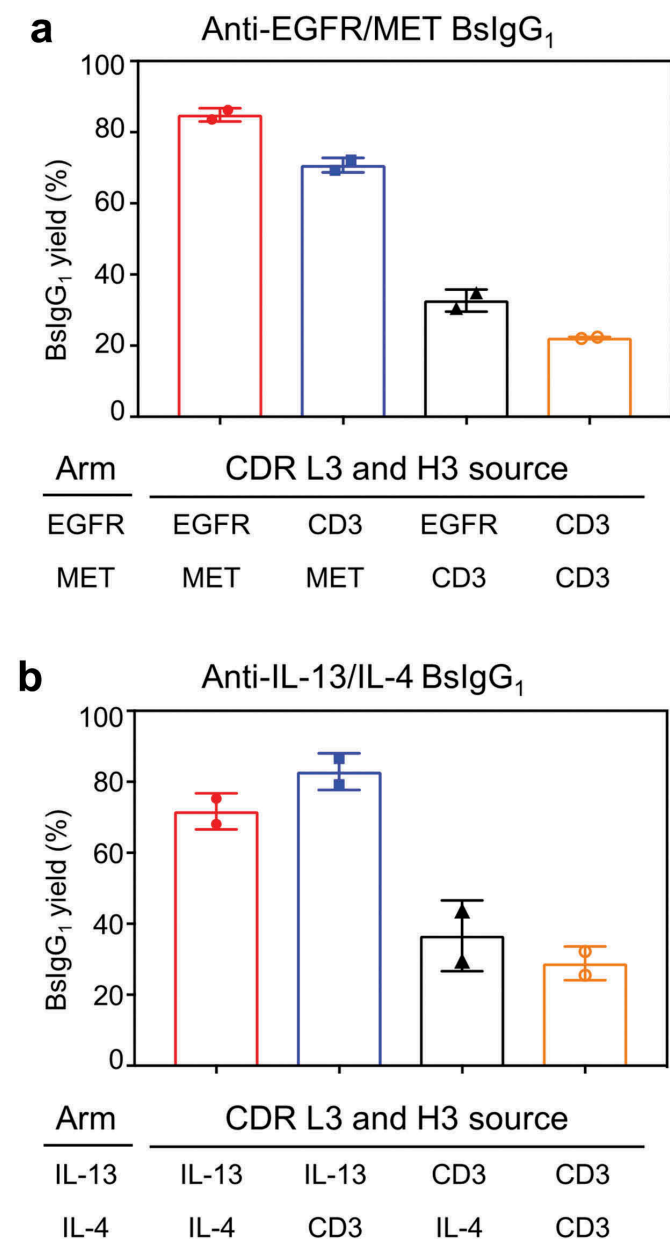 a
Anti-EGFR/MET BsIgG1
100
80
60
40
20
0
BsIgG1 yield (%)
Arm CDR L3 and H3 source
EGFR EGFR CD3 EGFR CD3
MET MET MET CD3 CD3
b
Anti-IL-13/IL-4 BsIgG1
100
80
60
40
20
0
BsIgG1 yield (%)
Arm CDR L3 and H3 source
IL-13 IL-13 IL-13 CD3 CD3
IL-4 IL-4 CD3 IL-4 CD3